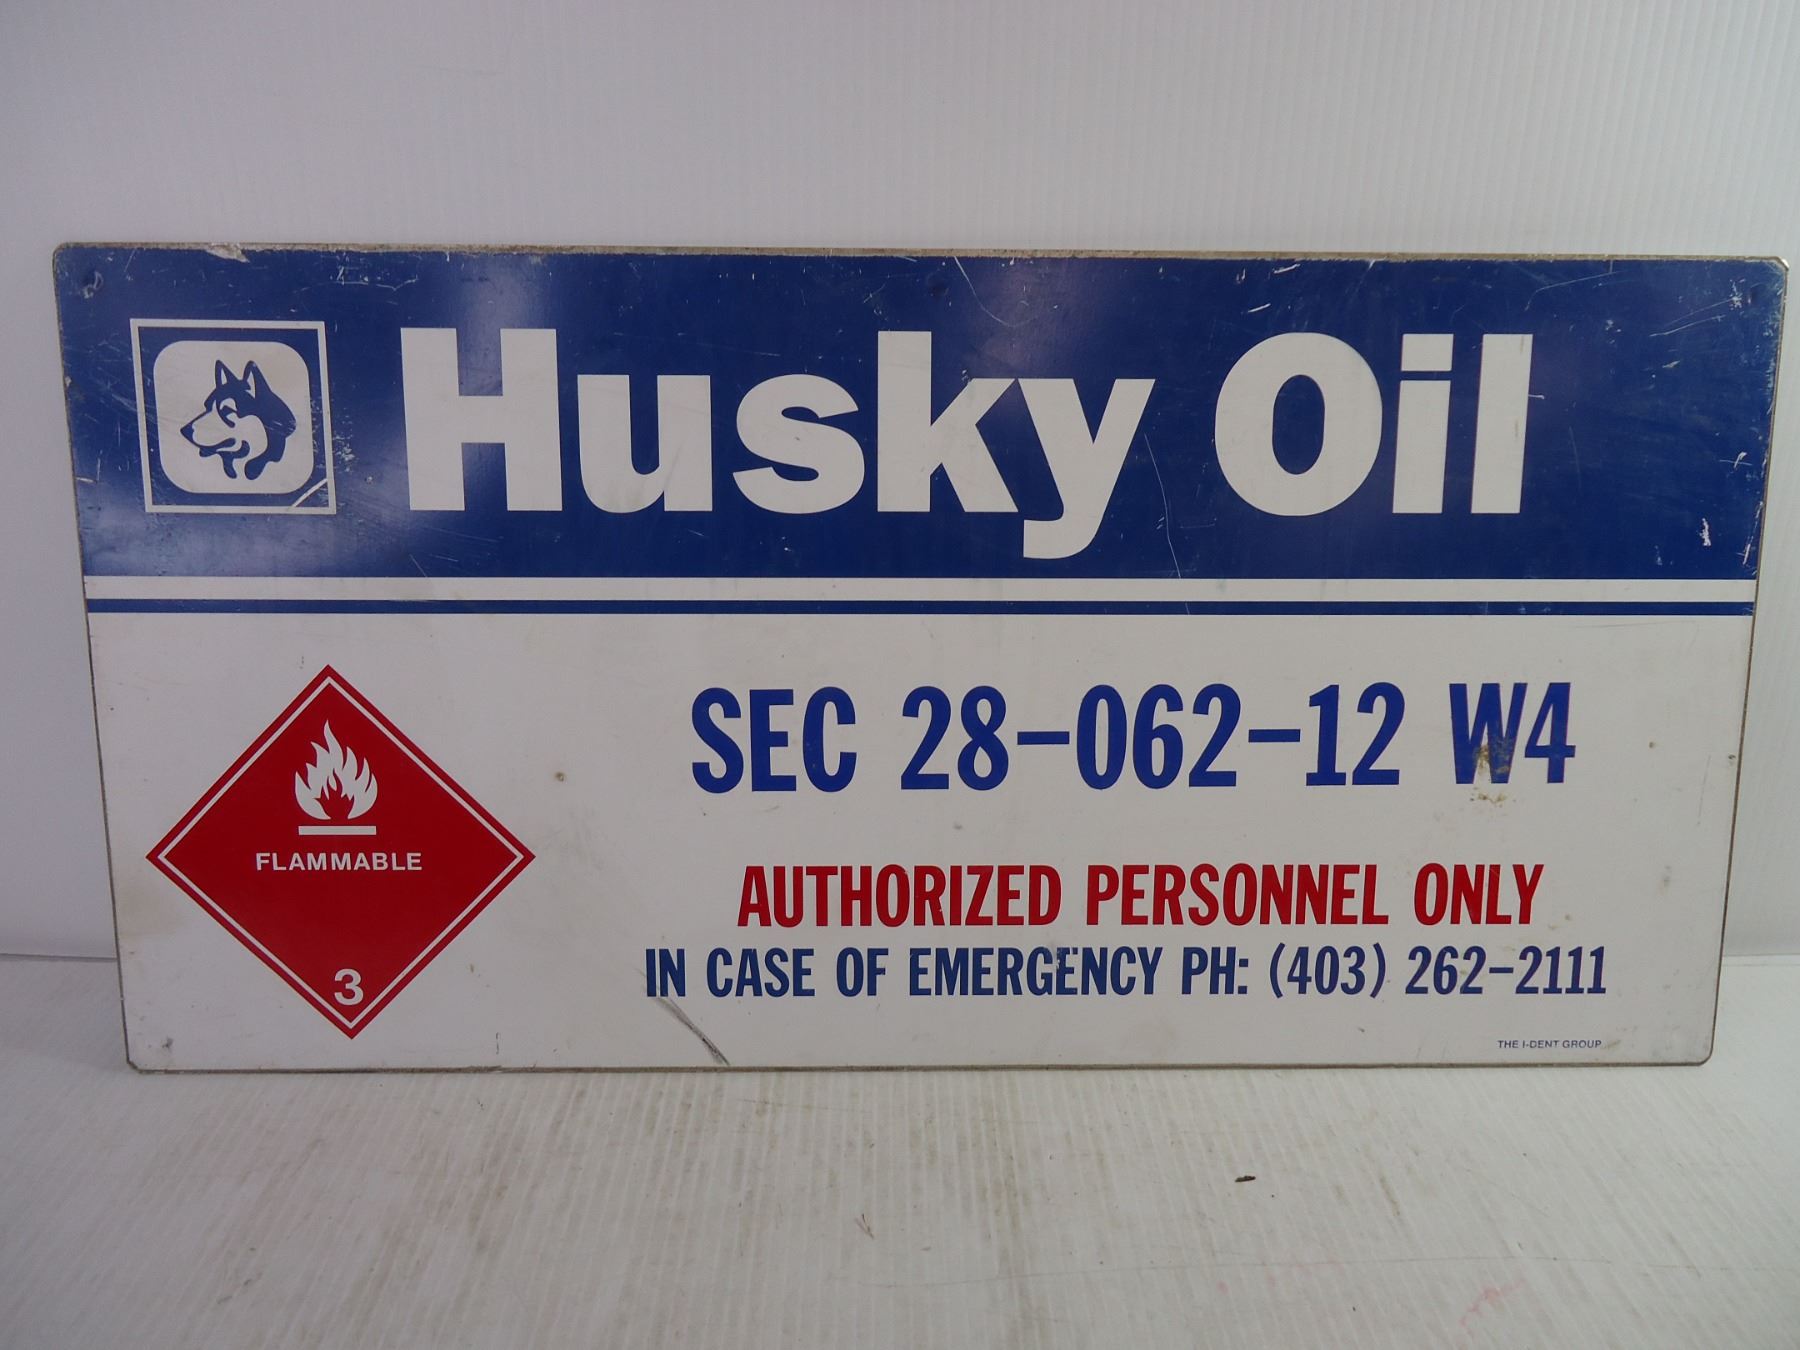 Husky Oil
SEC 28-062-12 W4
FLAMMABLE
3
AUTHORIZED PERSONNEL ONLY
IN CASE OF EMERGENCY PH: (403) 262-2111
THE I-DENT GROUP